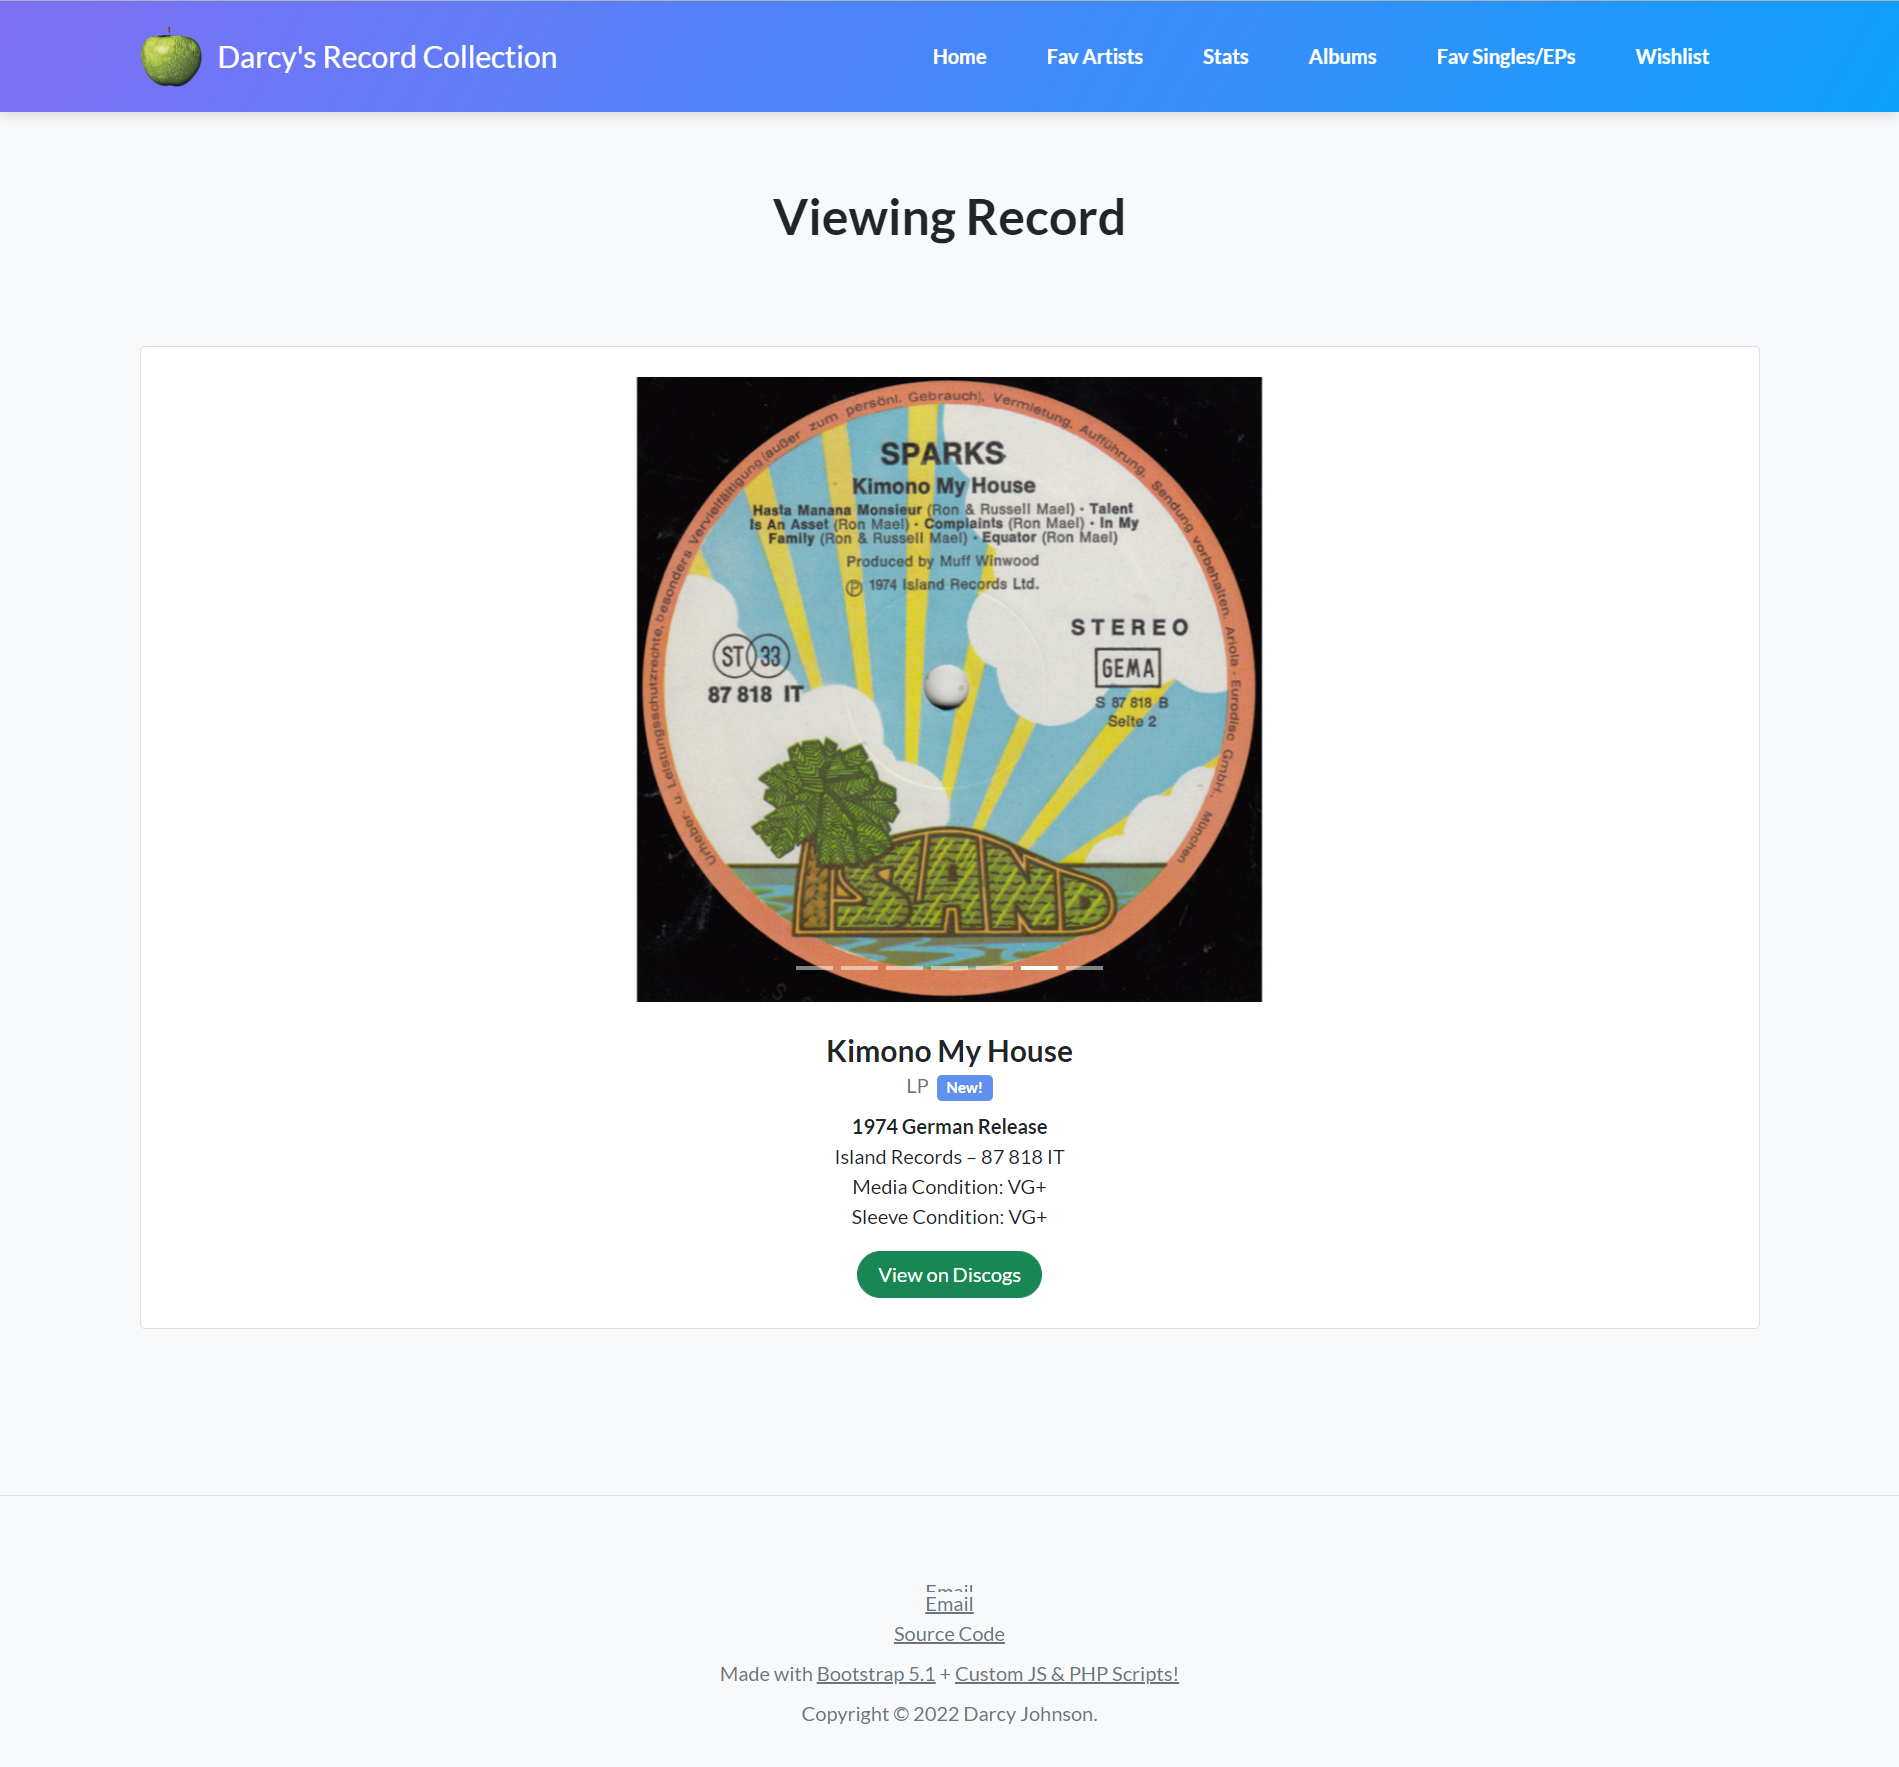 Darcy's Record Collection
Home
Fav Artists
Stats
Albums
Fav Singles/EPs
Wishlist
Viewing Record
Urheber- u. Leistungsschutzrechte, besonders Vervielfältigung (außer zum persönl. Gebrauch), Vermietung, Aufführung, Sendung vorbehalten. Ariola - Eurodisc GmbH., München
SPARKS
Kimono My House
Hasta Manana Monsieur (Ron & Russell Mael) • Talent
Is An Asset (Ron Mael) • Complaints (Ron Mael) • In My
Family (Ron & Russell Mael) • Equator (Ron Mael)
Produced by Muff Winwood
Ⓟ 1974 Island Records Ltd.
ST 33
87 818 IT
STEREO
GEMA
S 87 818 B
Seite 2
ISLAND
Kimono My House
LP New!
1974 German Release
Island Records – 87 818 IT
Media Condition: VG+
Sleeve Condition: VG+
View on Discogs
Email
Email
Source Code
Made with Bootstrap 5.1 + Custom JS & PHP Scripts!
Copyright © 2022 Darcy Johnson.